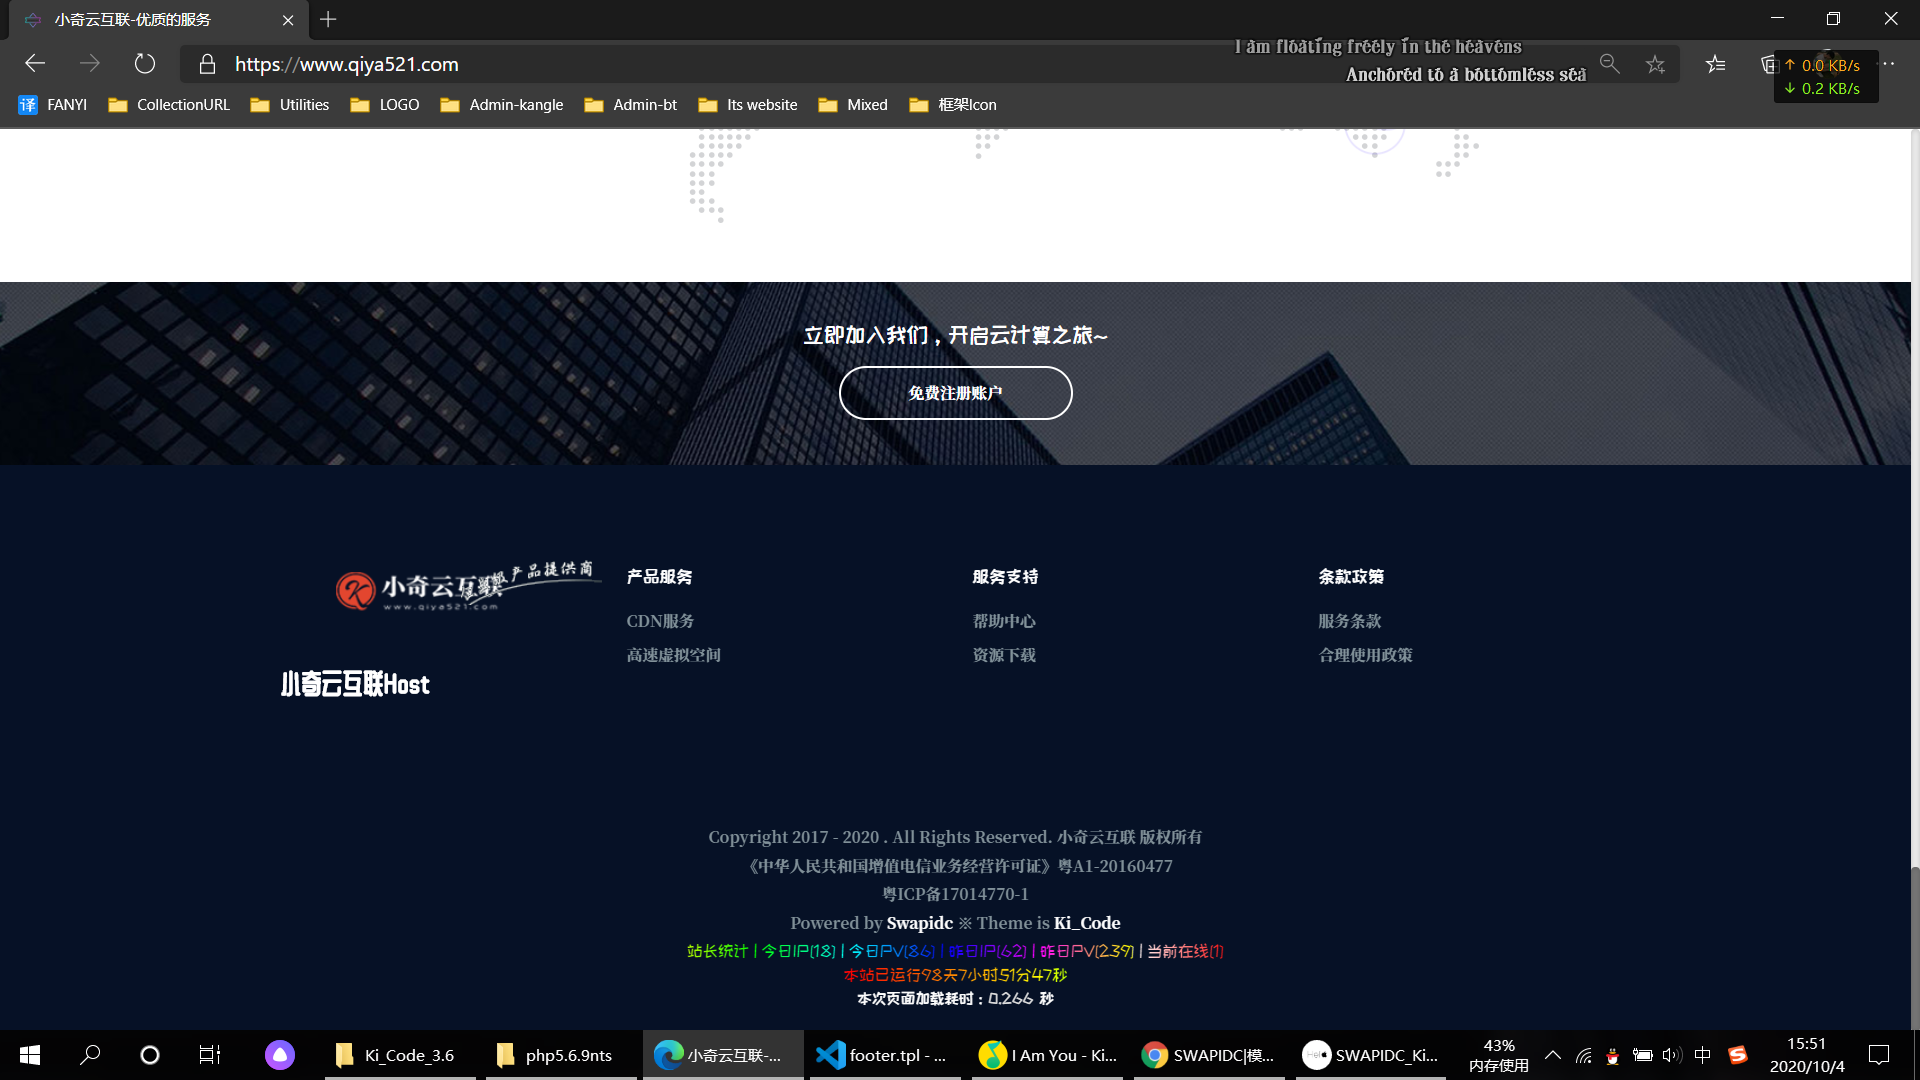 小奇云互联-优质的服务
I am floating freely in the heavens
https://www.qiya521.com
Anchored to a bottomless sea
↑ 0.0 KB/s
↓ 0.2 KB/s
译 FANYI CollectionURL Utilities LOGO Admin-kangle Admin-bt Its website Mixed 框架Icon
立即加入我们，开启云计算之旅~
免费注册账户
小奇云互联
产品提供商
www.qiya521.com
小奇云互联Host
产品服务
CDN服务
高速虚拟空间
服务支持
帮助中心
资源下载
条款政策
服务条款
合理使用政策
Copyright 2017 - 2020 . All Rights Reserved. 小奇云互联 版权所有
《中华人民共和国增值电信业务经营许可证》粤A1-20160477
粤ICP备17014770-1
Powered by Swapidc ※ Theme is Ki_Code
站长统计 | 今日IP(18) | 今日PV(86) | 昨日IP(62) | 昨日PV(239) | 当前在线(1)
本站已运行98天7小时51分47秒
本次页面加载耗时：0.266 秒
Ki_Code_3.6 php5.6.9nts 小奇云互联-... footer.tpl - ... I Am You - Ki... SWAPIDC|模... SWAPIDC_Ki...
43%
内存使用
中
15:51
2020/10/4